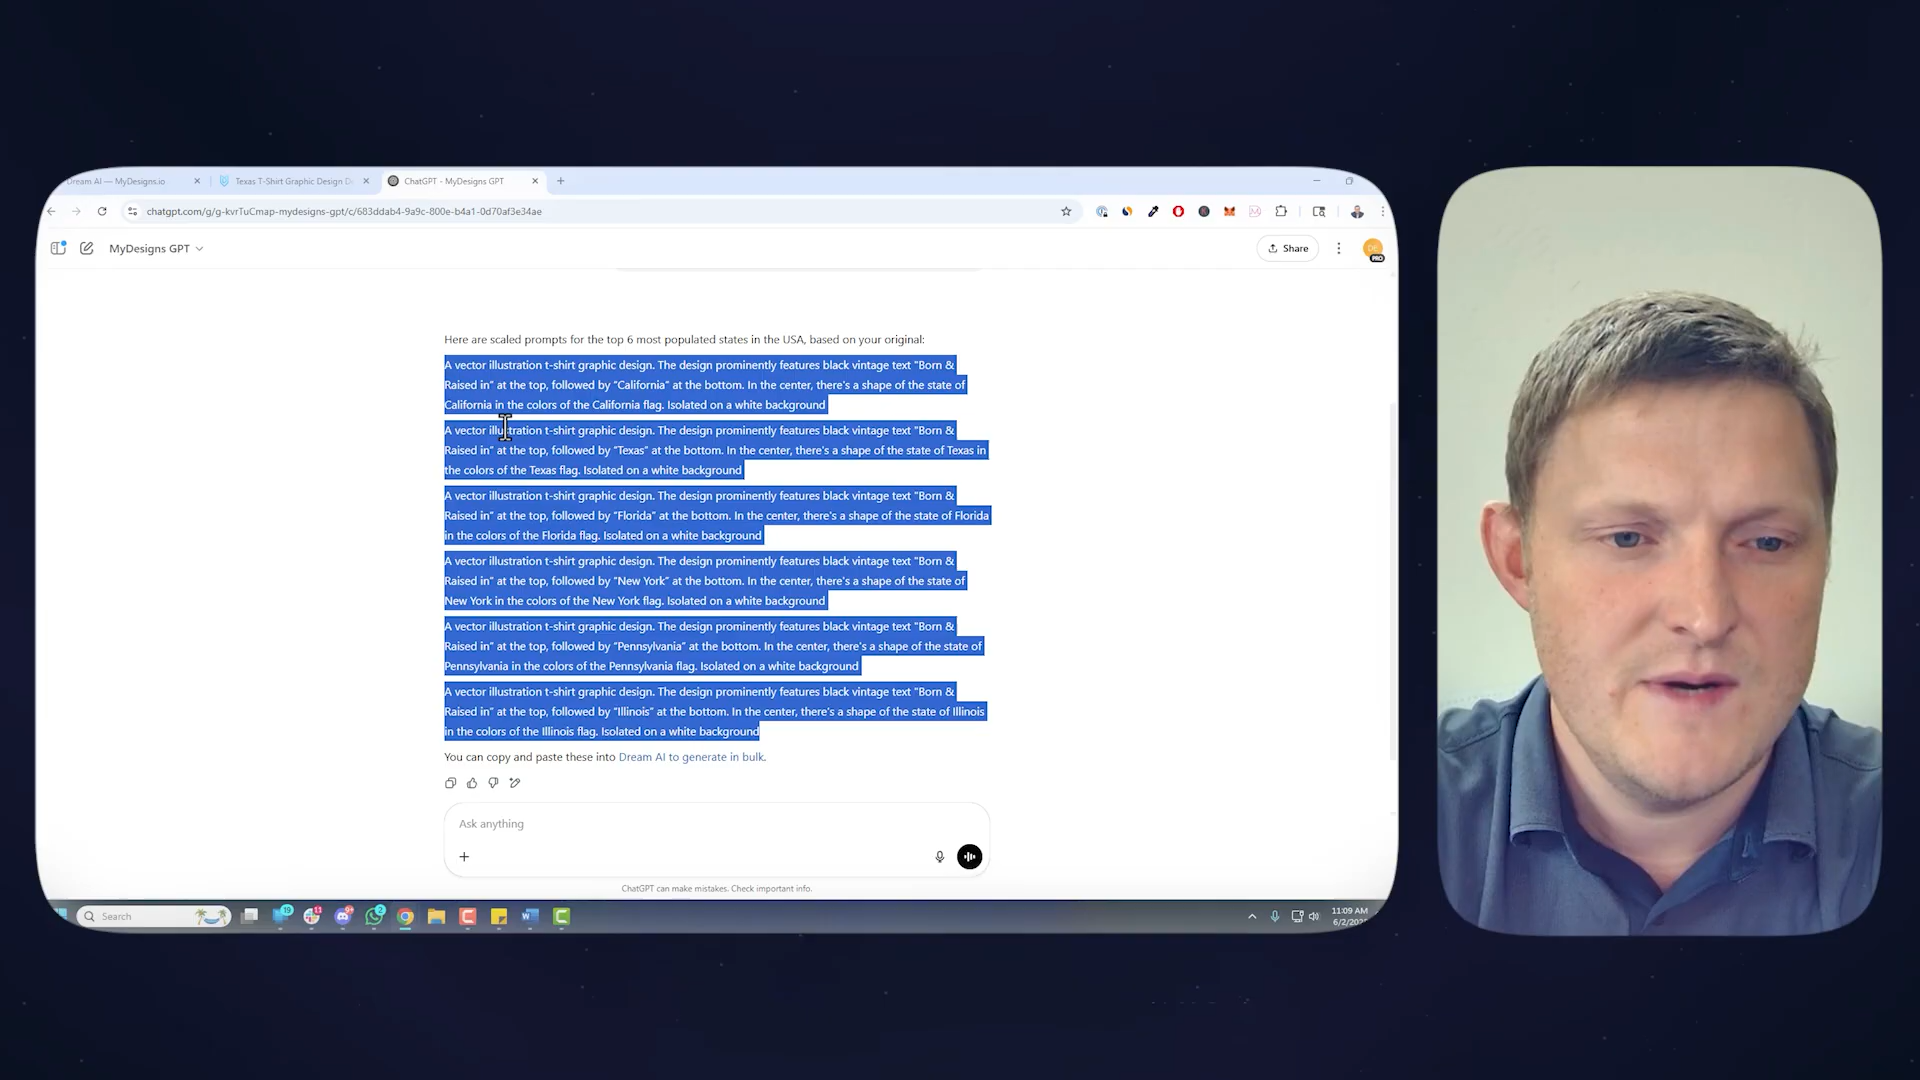 Dream AI — MyDesigns.io
Texas T-Shirt Graphic Design D
ChatGPT - MyDesigns GPT
chatgpt.com/g/g-kvrTuCmap-mydesigns-gpt/c/683ddab4-9a9c-800e-b4a1-0d70af3e34ae
MyDesigns GPT
Share
PRO
Here are scaled prompts for the top 6 most populated states in the USA, based on your original:
A vector illustration t-shirt graphic design. The design prominently features black vintage text "Born &
Raised in" at the top, followed by "California" at the bottom. In the center, there's a shape of the state of
California in the colors of the California flag. Isolated on a white background
A vector illustration t-shirt graphic design. The design prominently features black vintage text "Born &
Raised in" at the top, followed by "Texas" at the bottom. In the center, there's a shape of the state of Texas in
the colors of the Texas flag. Isolated on a white background
A vector illustration t-shirt graphic design. The design prominently features black vintage text "Born &
Raised in" at the top, followed by "Florida" at the bottom. In the center, there's a shape of the state of Florida
in the colors of the Florida flag. Isolated on a white background
A vector illustration t-shirt graphic design. The design prominently features black vintage text "Born &
Raised in" at the top, followed by "New York" at the bottom. In the center, there's a shape of the state of
New York in the colors of the New York flag. Isolated on a white background
A vector illustration t-shirt graphic design. The design prominently features black vintage text "Born &
Raised in" at the top, followed by "Pennsylvania" at the bottom. In the center, there's a shape of the state of
Pennsylvania in the colors of the Pennsylvania flag. Isolated on a white background
A vector illustration t-shirt graphic design. The design prominently features black vintage text "Born &
Raised in" at the top, followed by "Illinois" at the bottom. In the center, there's a shape of the state of Illinois
in the colors of the Illinois flag. Isolated on a white background
You can copy and paste these into Dream AI to generate in bulk.
Ask anything
ChatGPT can make mistakes. Check important info.
Search
11:09 AM